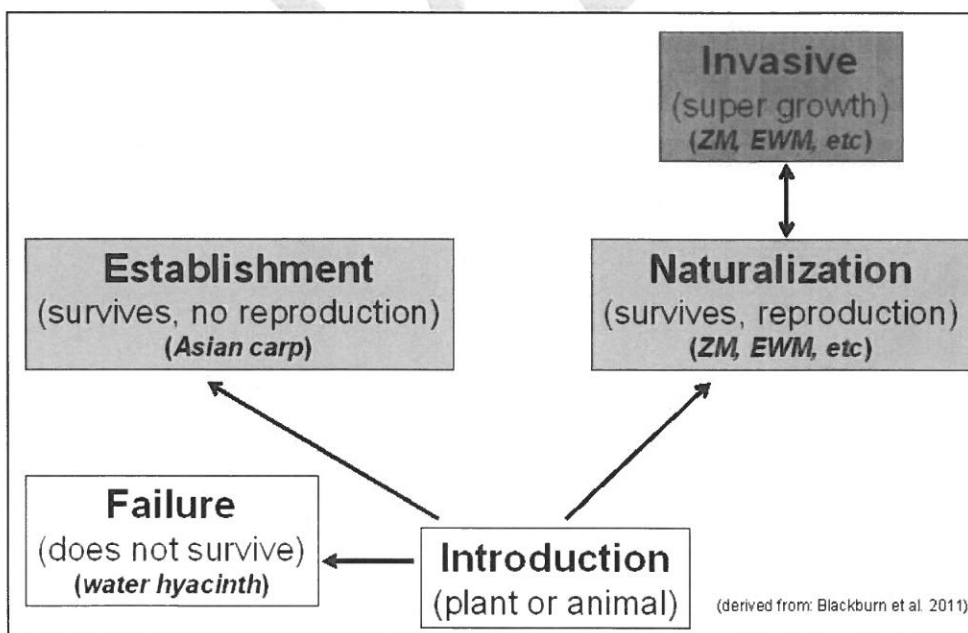 Invasive
(super growth)
(ZM, EWM, etc)
Establishment
(survives, no reproduction)
(Asian carp)
Naturalization
(survives, reproduction)
(ZM, EWM, etc)
Failure
(does not survive)
(water hyacinth)
Introduction
(plant or animal)
(derived from: Blackburn et al. 2011)